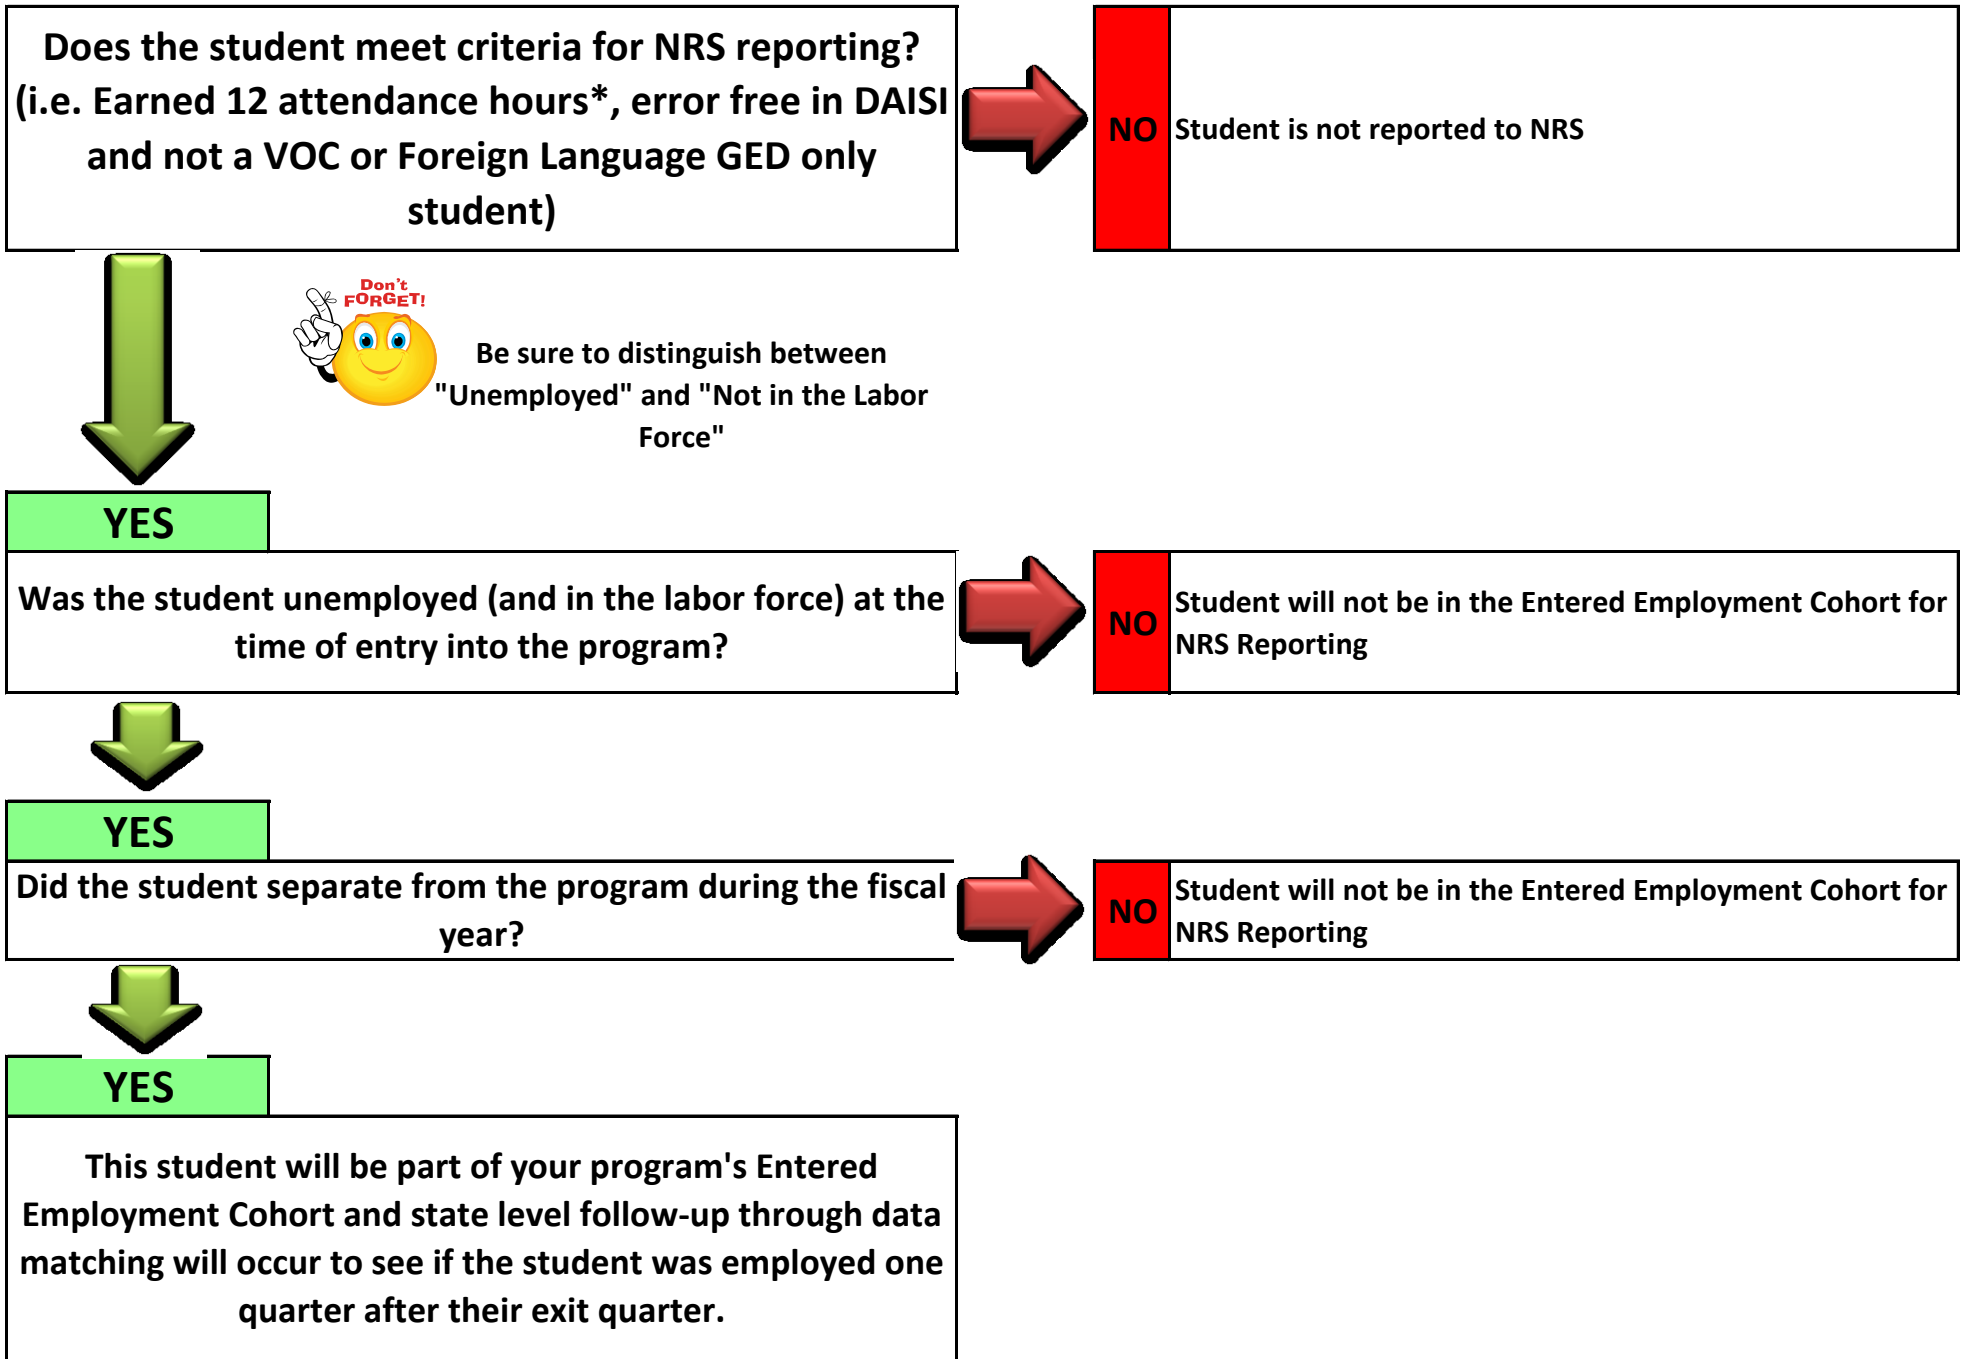 Does the student meet criteria for NRS reporting?
(i.e. Earned 12 attendance hours*, error free in DAISI
and not a VOC or Foreign Language GED only
student)
NO
Student is not reported to NRS
Don't
FORGET!
Be sure to distinguish between
"Unemployed" and "Not in the Labor
Force"
YES
Was the student unemployed (and in the labor force) at the
time of entry into the program?
NO
Student will not be in the Entered Employment Cohort for
NRS Reporting
YES
Did the student separate from the program during the fiscal
year?
NO
Student will not be in the Entered Employment Cohort for
NRS Reporting
YES
This student will be part of your program's Entered
Employment Cohort and state level follow-up through data
matching will occur to see if the student was employed one
quarter after their exit quarter.